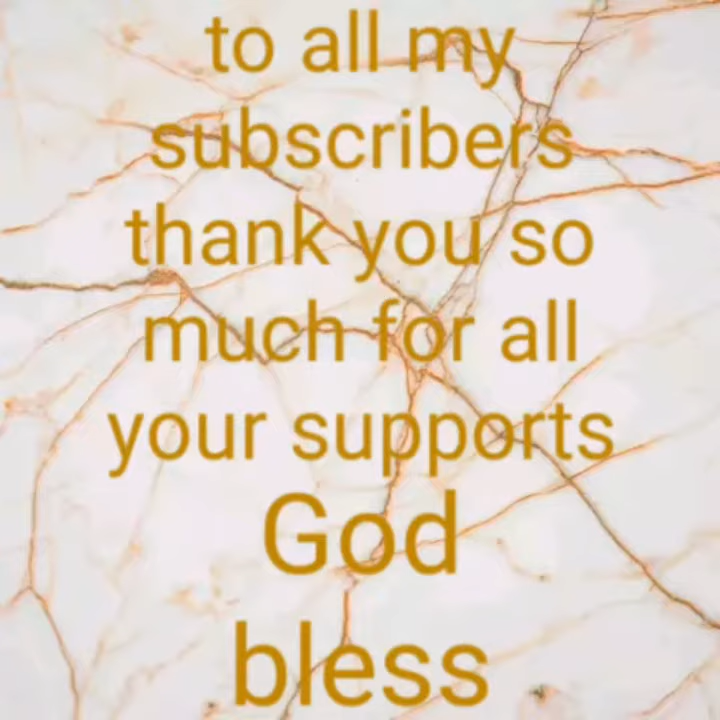 to all my
subscribers
thank you so
much for all
your supports
God
bless